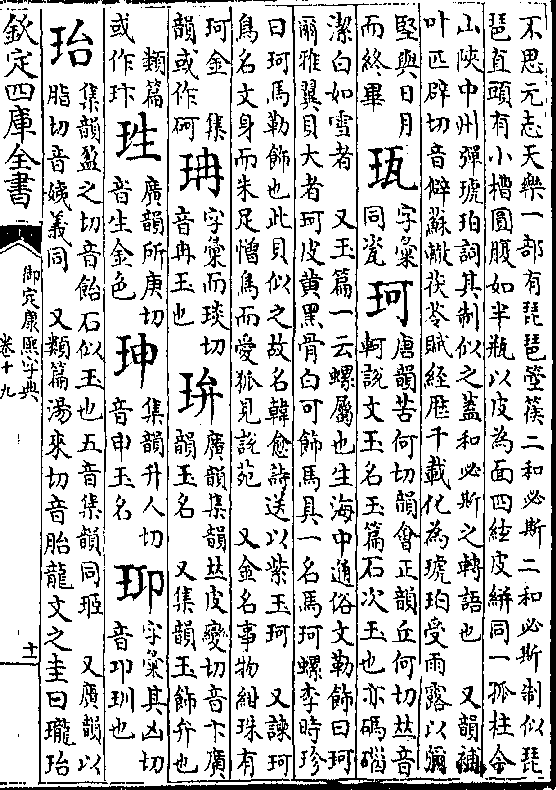 不思元志天樂一部有琵琶箜篌二和必斯二和必斯制似琵
琶直頭有小槽圓腹如半瓶以皮為面四絃皮絣同一孤柱今
山陝中州彈琥珀詞其制似之蓋和必斯之轉語也　又韻補
叶匹辟切音僻蘇轍茯苓賦經歷千載化為琥珀受雨露以彌
堅與日月
而終畢
㼝
字彙
同瓷
珂
唐韻苦何切韻會正韻丘何切𠀤音
軻說文玉名玉篇石次玉也亦碼碯
潔白如雪者　又玉篇一云螺屬也生海中通俗文勒飾曰珂
爾雅翼貝大者珂皮黃黑骨白可飾馬具一名馬珂螺李時珍
曰珂馬勒飾也此貝似之故名韓愈詩送以紫玉珂　又諫珂
鳥名文身而朱足憎鳥而愛狐見說苑　又金名事物紺珠有
珂金　集
韻或作砢
珃
字彙而琰切
音冉玉也
㺹
廣韻集韻𠀤皮變切音卞廣
韻玉名　又集韻玉飾弁也
類篇
或作玣
珄
廣韻所庚切
音生金色
珅
集韻升人切
音申玉名
㺸
字彙其凶切
音卭玔也
珆
集韻盈之切音飴石似玉也五音集韻同㺿　又廣韻以
脂切音姨義同　又類篇湯來切音胎龍文之圭曰瓏珆
欽定四庫全書
御定康熙字典
卷十九
十一